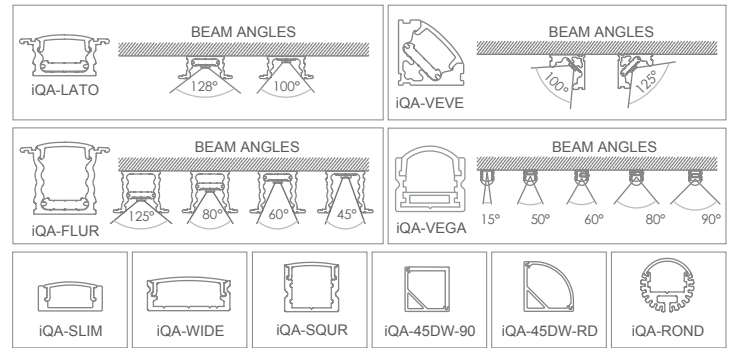 BEAM ANGLES
128° 100°
iQA-LATO
BEAM ANGLES
100° 125°
iQA-VEVE
BEAM ANGLES
125° 80° 60° 45°
iQA-FLUR
BEAM ANGLES
15° 50° 60° 80° 90°
iQA-VEGA
iQA-SLIM
iQA-WIDE
iQA-SQUR
iQA-45DW-90
iQA-45DW-RD
iQA-ROND